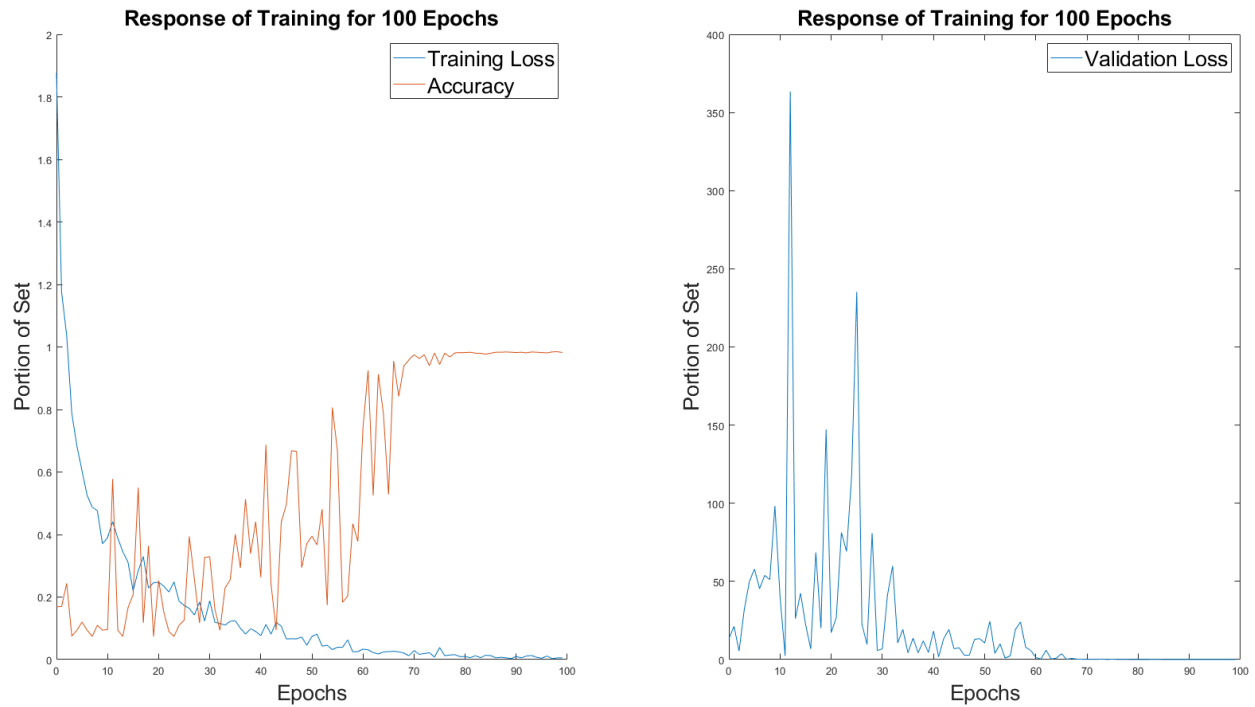 Response of Training for 100 Epochs
Training Loss
Accuracy
Portion of Set
2
1.8
1.6
1.4
1.2
1
0.8
0.6
0.4
0.2
0
0 10 20 30 40 50 60 70 80 90 100
Epochs
Response of Training for 100 Epochs
Validation Loss
Portion of Set
400
350
300
250
200
150
100
50
0
0 10 20 30 40 50 60 70 80 90 100
Epochs